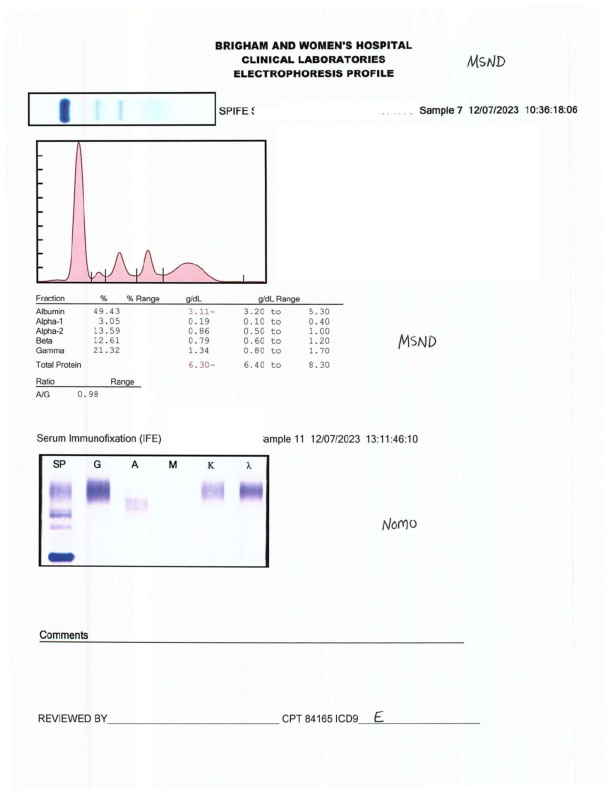 BRIGHAM AND WOMEN'S HOSPITAL
CLINICAL LABORATORIES
ELECTROPHORESIS PROFILE
MSND
SPIFE Sample 7 12/07/2023 10:36:18:06
Fraction % % Range g/dL g/dL Range
Albumin 49.43 3.11- 3.20 to 5.30
Alpha-1 3.05 0.19 0.10 to 0.40
Alpha-2 13.59 0.86 0.50 to 1.00
Beta 12.61 0.79 0.60 to 1.20
Gamma 21.32 1.34 0.80 to 1.70
MSND
Total Protein 6.30- 6.40 to 8.30
Ratio Range
A/G 0.98
Serum Immunofixation (IFE) ample 11 12/07/2023 13:11:46:10
SP G A M K λ
NOMO
Comments
REVIEWED BY CPT 84165 ICD9 E